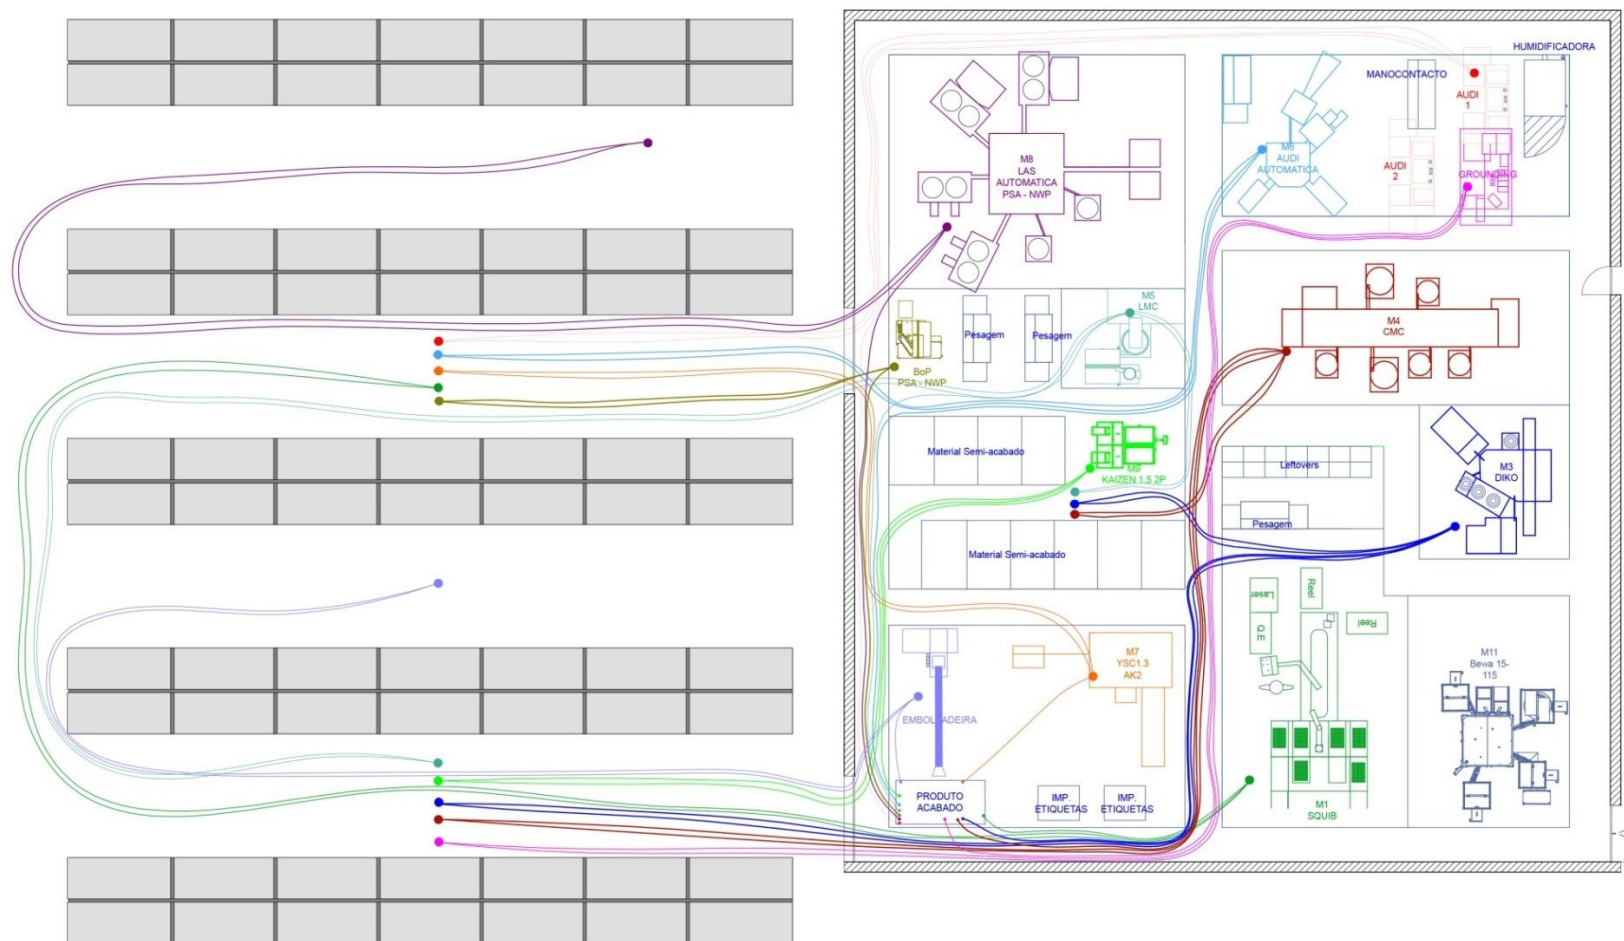 HUMIDIFICADORA
MANOCONTACTO
AUDI
1
M8
LAS
AUTOMATICA
PSA - NWP
M6
AUDI
AUTOMATICA
AUDI
2
GROUNDING
M5
LMC
Pesagem
Pesagem
M4
CMC
BoP
PSA - NWP
Material Semi-acabado
M9
KAIZEN 1.5 2P
Leftovers
M3
DIKO
Pesagem
Material Semi-acabado
Laser
Reel
Reel
Q.m
M7
YSC1.3
AK2
M11
Bewa 15-
115
EMBOLSADEIRA
PRODUTO
ACABADO
IMP.
ETIQUETAS
IMP.
ETIQUETAS
M1
SQUIB